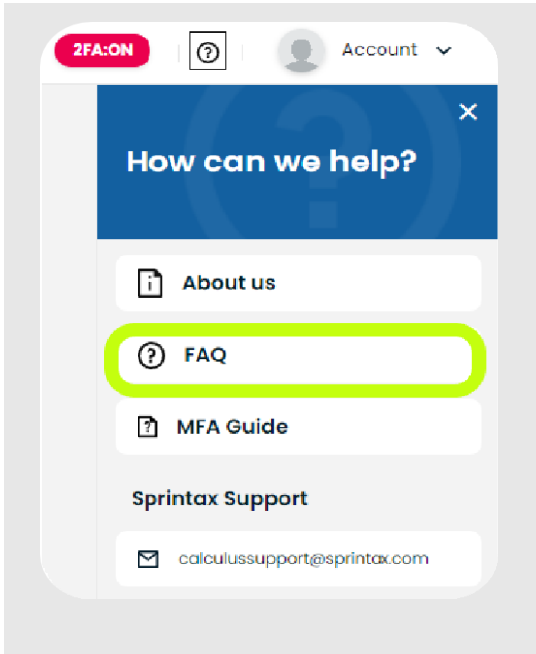 2FA:ON
Account
How can we help?
About us
FAQ
MFA Guide
Sprintax Support
calculussupport@sprintax.com